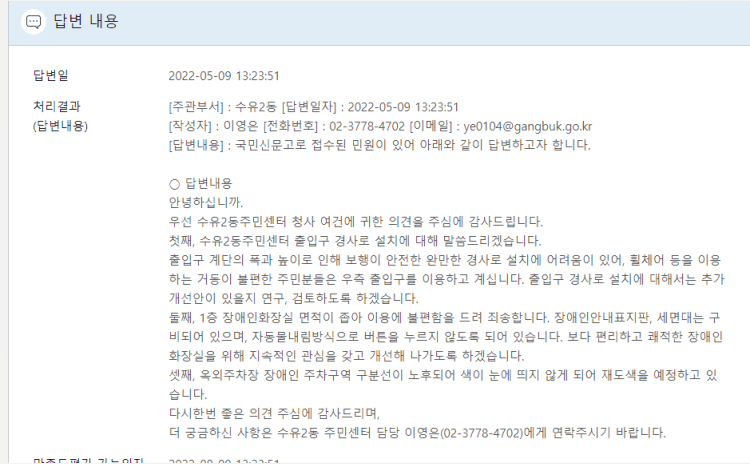 답변 내용
답변일 2022-05-09 13:23:51
처리결과 [주관부서] : 수유2동 [답변일자] : 2022-05-09 13:23:51
(답변내용) [작성자] : 이영은 [전화번호] : 02-3778-4702 [이메일] : ye0104@gangbuk.go.kr
[답변내용] : 국민신문고로 접수된 민원이 있어 아래와 같이 답변하고자 합니다.
○ 답변내용
안녕하십니까.
우선 수유2동주민센터 청사 여건에 귀한 의견을 주심에 감사드립니다.
첫째, 수유2동주민센터 출입구 경사로 설치에 대해 말씀드리겠습니다.
출입구 계단의 폭과 높이로 인해 보행이 안전한 완만한 경사로 설치에 어려움이 있어, 휠체어 등을 이용
하는 거동이 불편한 주민분들은 우측 출입구를 이용하고 계십니다. 출입구 경사로 설치에 대해서는 추가
개선안이 있을지 연구, 검토하도록 하겠습니다.
둘째, 1층 장애인화장실 면적이 좁아 이용에 불편함을 드려 죄송합니다. 장애인안내표지판, 세면대는 구
비되어 있으며, 자동물내림방식으로 버튼을 누르지 않도록 되어 있습니다. 보다 편리하고 쾌적한 장애인
화장실을 위해 지속적인 관심을 갖고 개선해 나가도록 하겠습니다.
셋째, 옥외주차장 장애인 주차구역 구분선이 노후되어 색이 눈에 띄지 않게 되어 재도색을 예정하고 있
습니다.
다시한번 좋은 의견 주심에 감사드리며,
더 궁금하신 사항은 수유2동 주민센터 담당 이영은(02-3778-4702)에게 연락주시기 바랍니다.